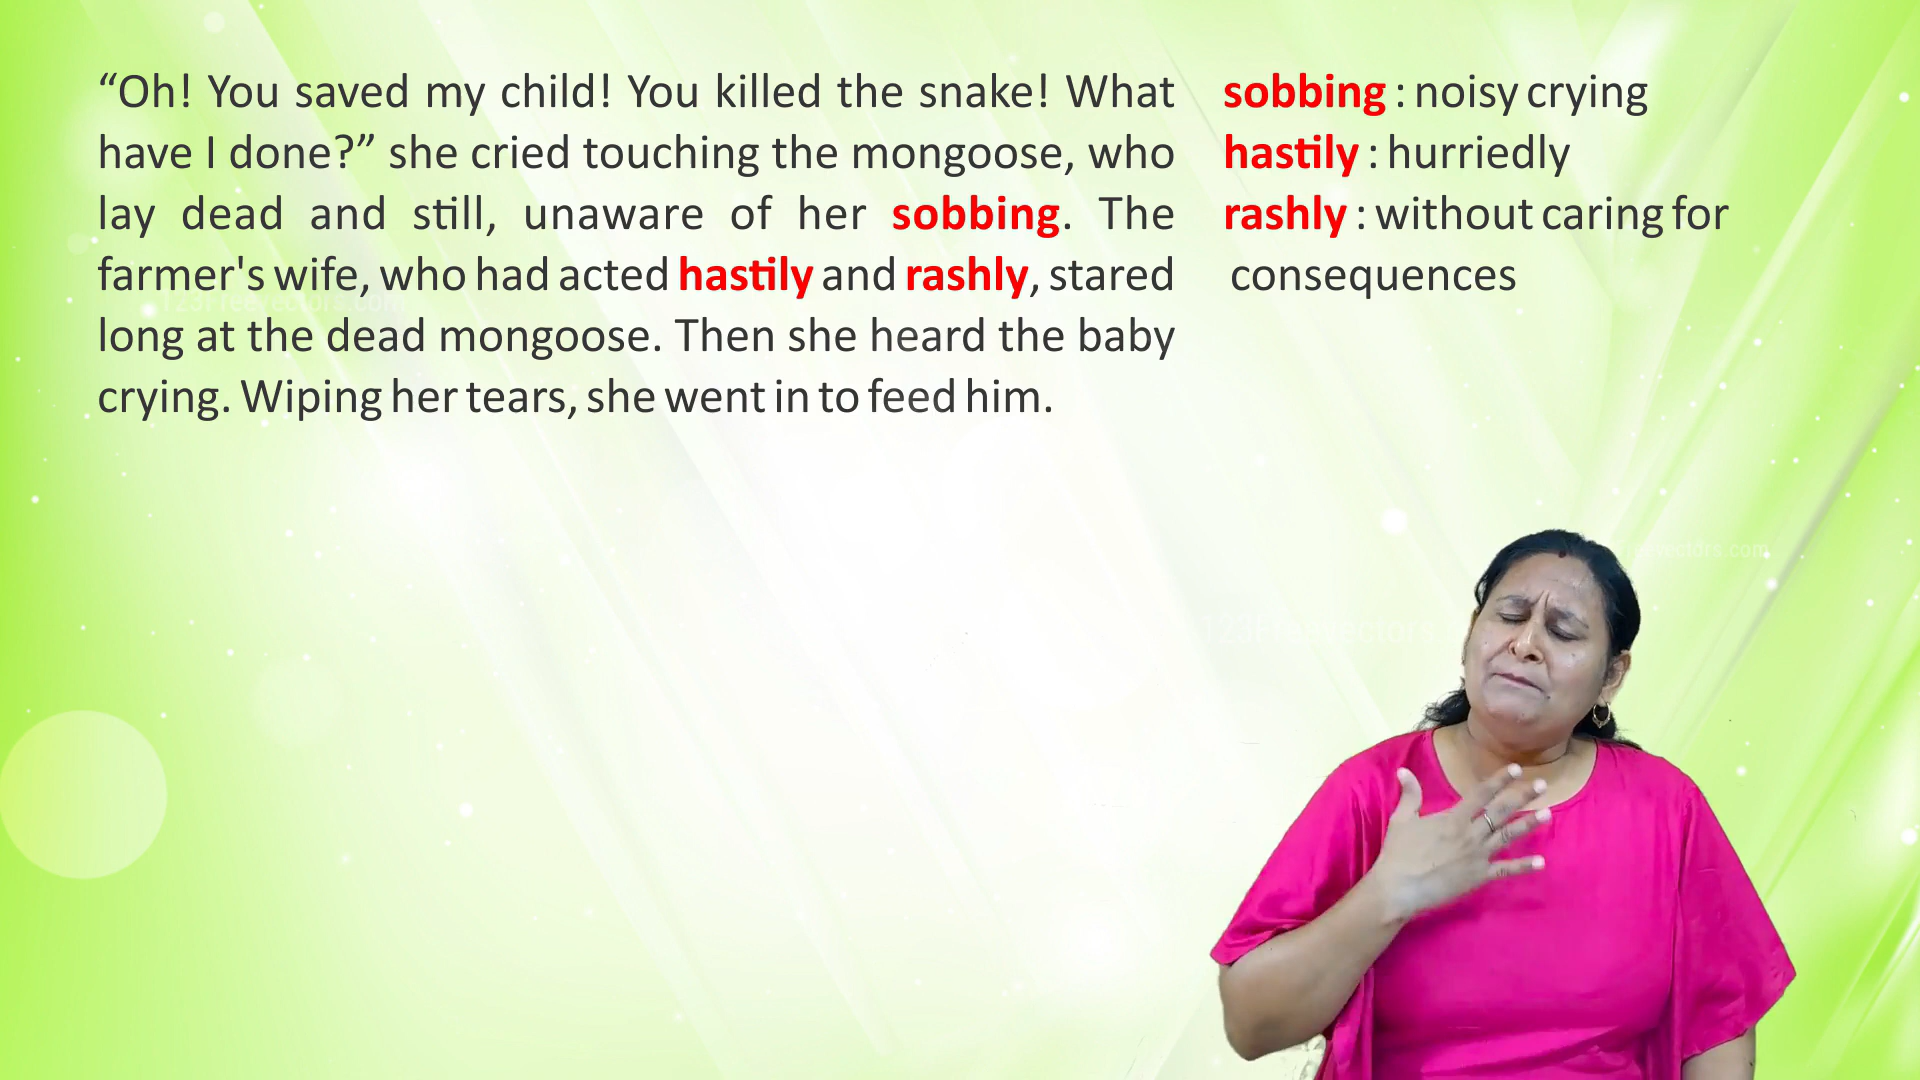 “Oh! You saved my child! You killed the snake! What
have I done?” she cried touching the mongoose, who
lay dead and still, unaware of her sobbing. The
farmer's wife, who had acted hastily and rashly, stared
long at the dead mongoose. Then she heard the baby
crying. Wiping her tears, she went in to feed him.
sobbing : noisy crying
hastily : hurriedly
rashly : without caring for
consequences
123Freevectors.com